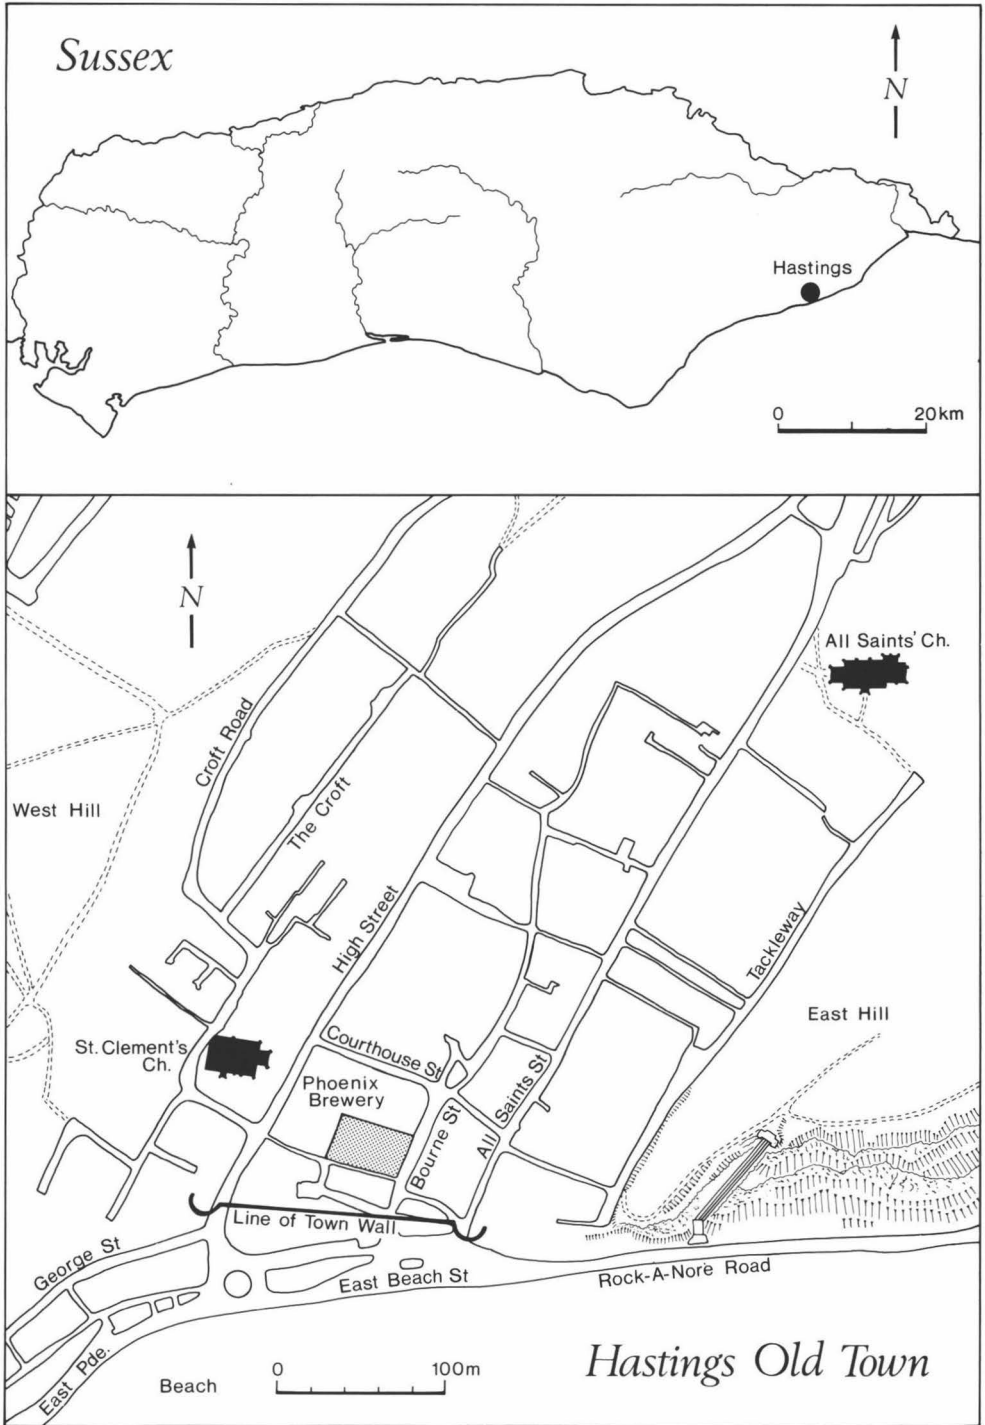 Sussex
N
Hastings
0 20km
N
All Saints' Ch.
Croft Road
West Hill
The Croft
High Street
Tackleway
East Hill
St. Clement's
Ch.
Courthouse St
Phoenix
Brewery
Bourne St
All Saints St
Line of Town Wall
George St
East Beach St
Rock-A-Nore Road
East Pde.
Beach
0 100m
Hastings Old Town